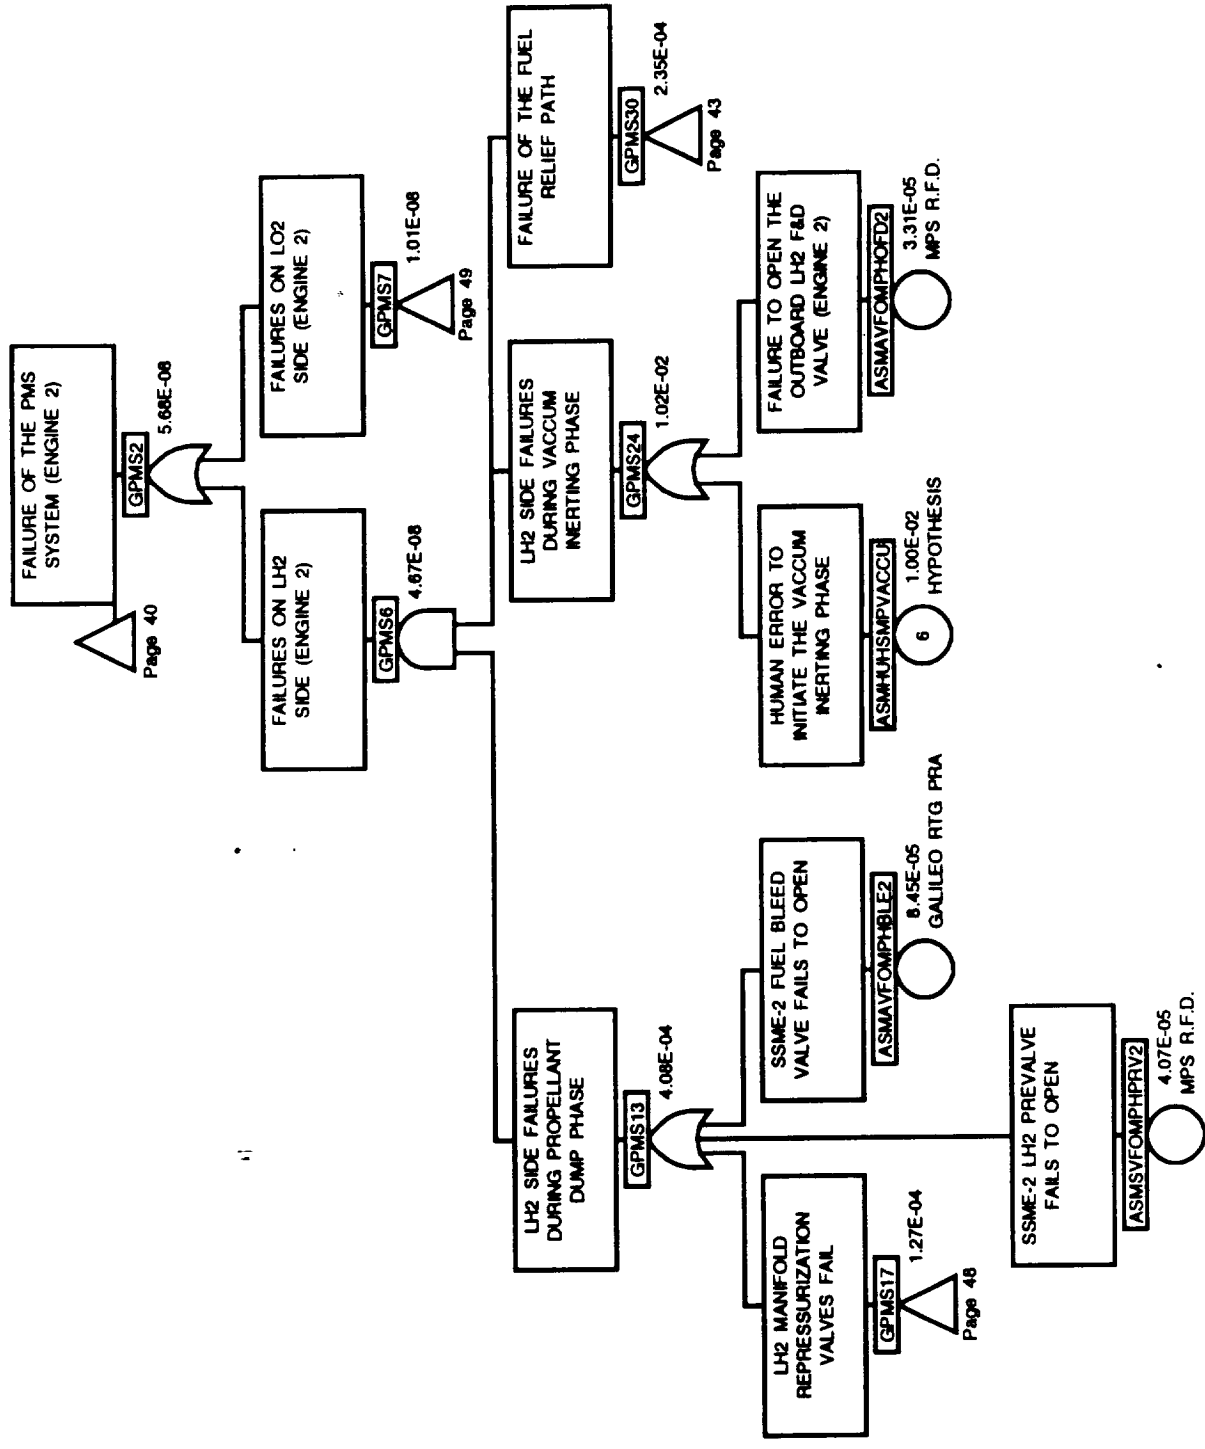 FAILURE OF THE PMS
SYSTEM (ENGINE 2)
Page 40
GPMS2
5.68E-08
FAILURES ON LH2
SIDE (ENGINE 2)
GPMS6
4.67E-08
FAILURES ON LO2
SIDE (ENGINE 2)
GPMS7
1.01E-08
Page 49
LH2 SIDE FAILURES
DURING PROPELLANT
DUMP PHASE
GPMS13
4.08E-04
LH2 SIDE FAILURES
DURING VACCUM
INERTING PHASE
GPMS24
1.02E-02
FAILURE OF THE FUEL
RELIEF PATH
GPMS30
2.35E-04
Page 43
LH2 MANIFOLD
REPRESSURIZATION
VALVES FAIL
GPMS17
1.27E-04
Page 48
SSME-2 FUEL BLEED
VALVE FAILS TO OPEN
ASMAVFOMPHBLE2
8.45E-05
GALILEO RTG PRA
HUMAN ERROR TO
INITIATE THE VACCUM
INERTING PHASE
ASMHUHSMPVACCU
6
1.00E-02
HYPOTHESIS
FAILURE TO OPEN THE
OUTBOARD LH2 F&D
VALVE (ENGINE 2)
ASMAVFOMPHOFD2
3.31E-05
MPS R.F.D.
SSME-2 LH2 PREVALVE
FAILS TO OPEN
ASMSVFOMPHPRV2
4.07E-05
MPS R.F.D.